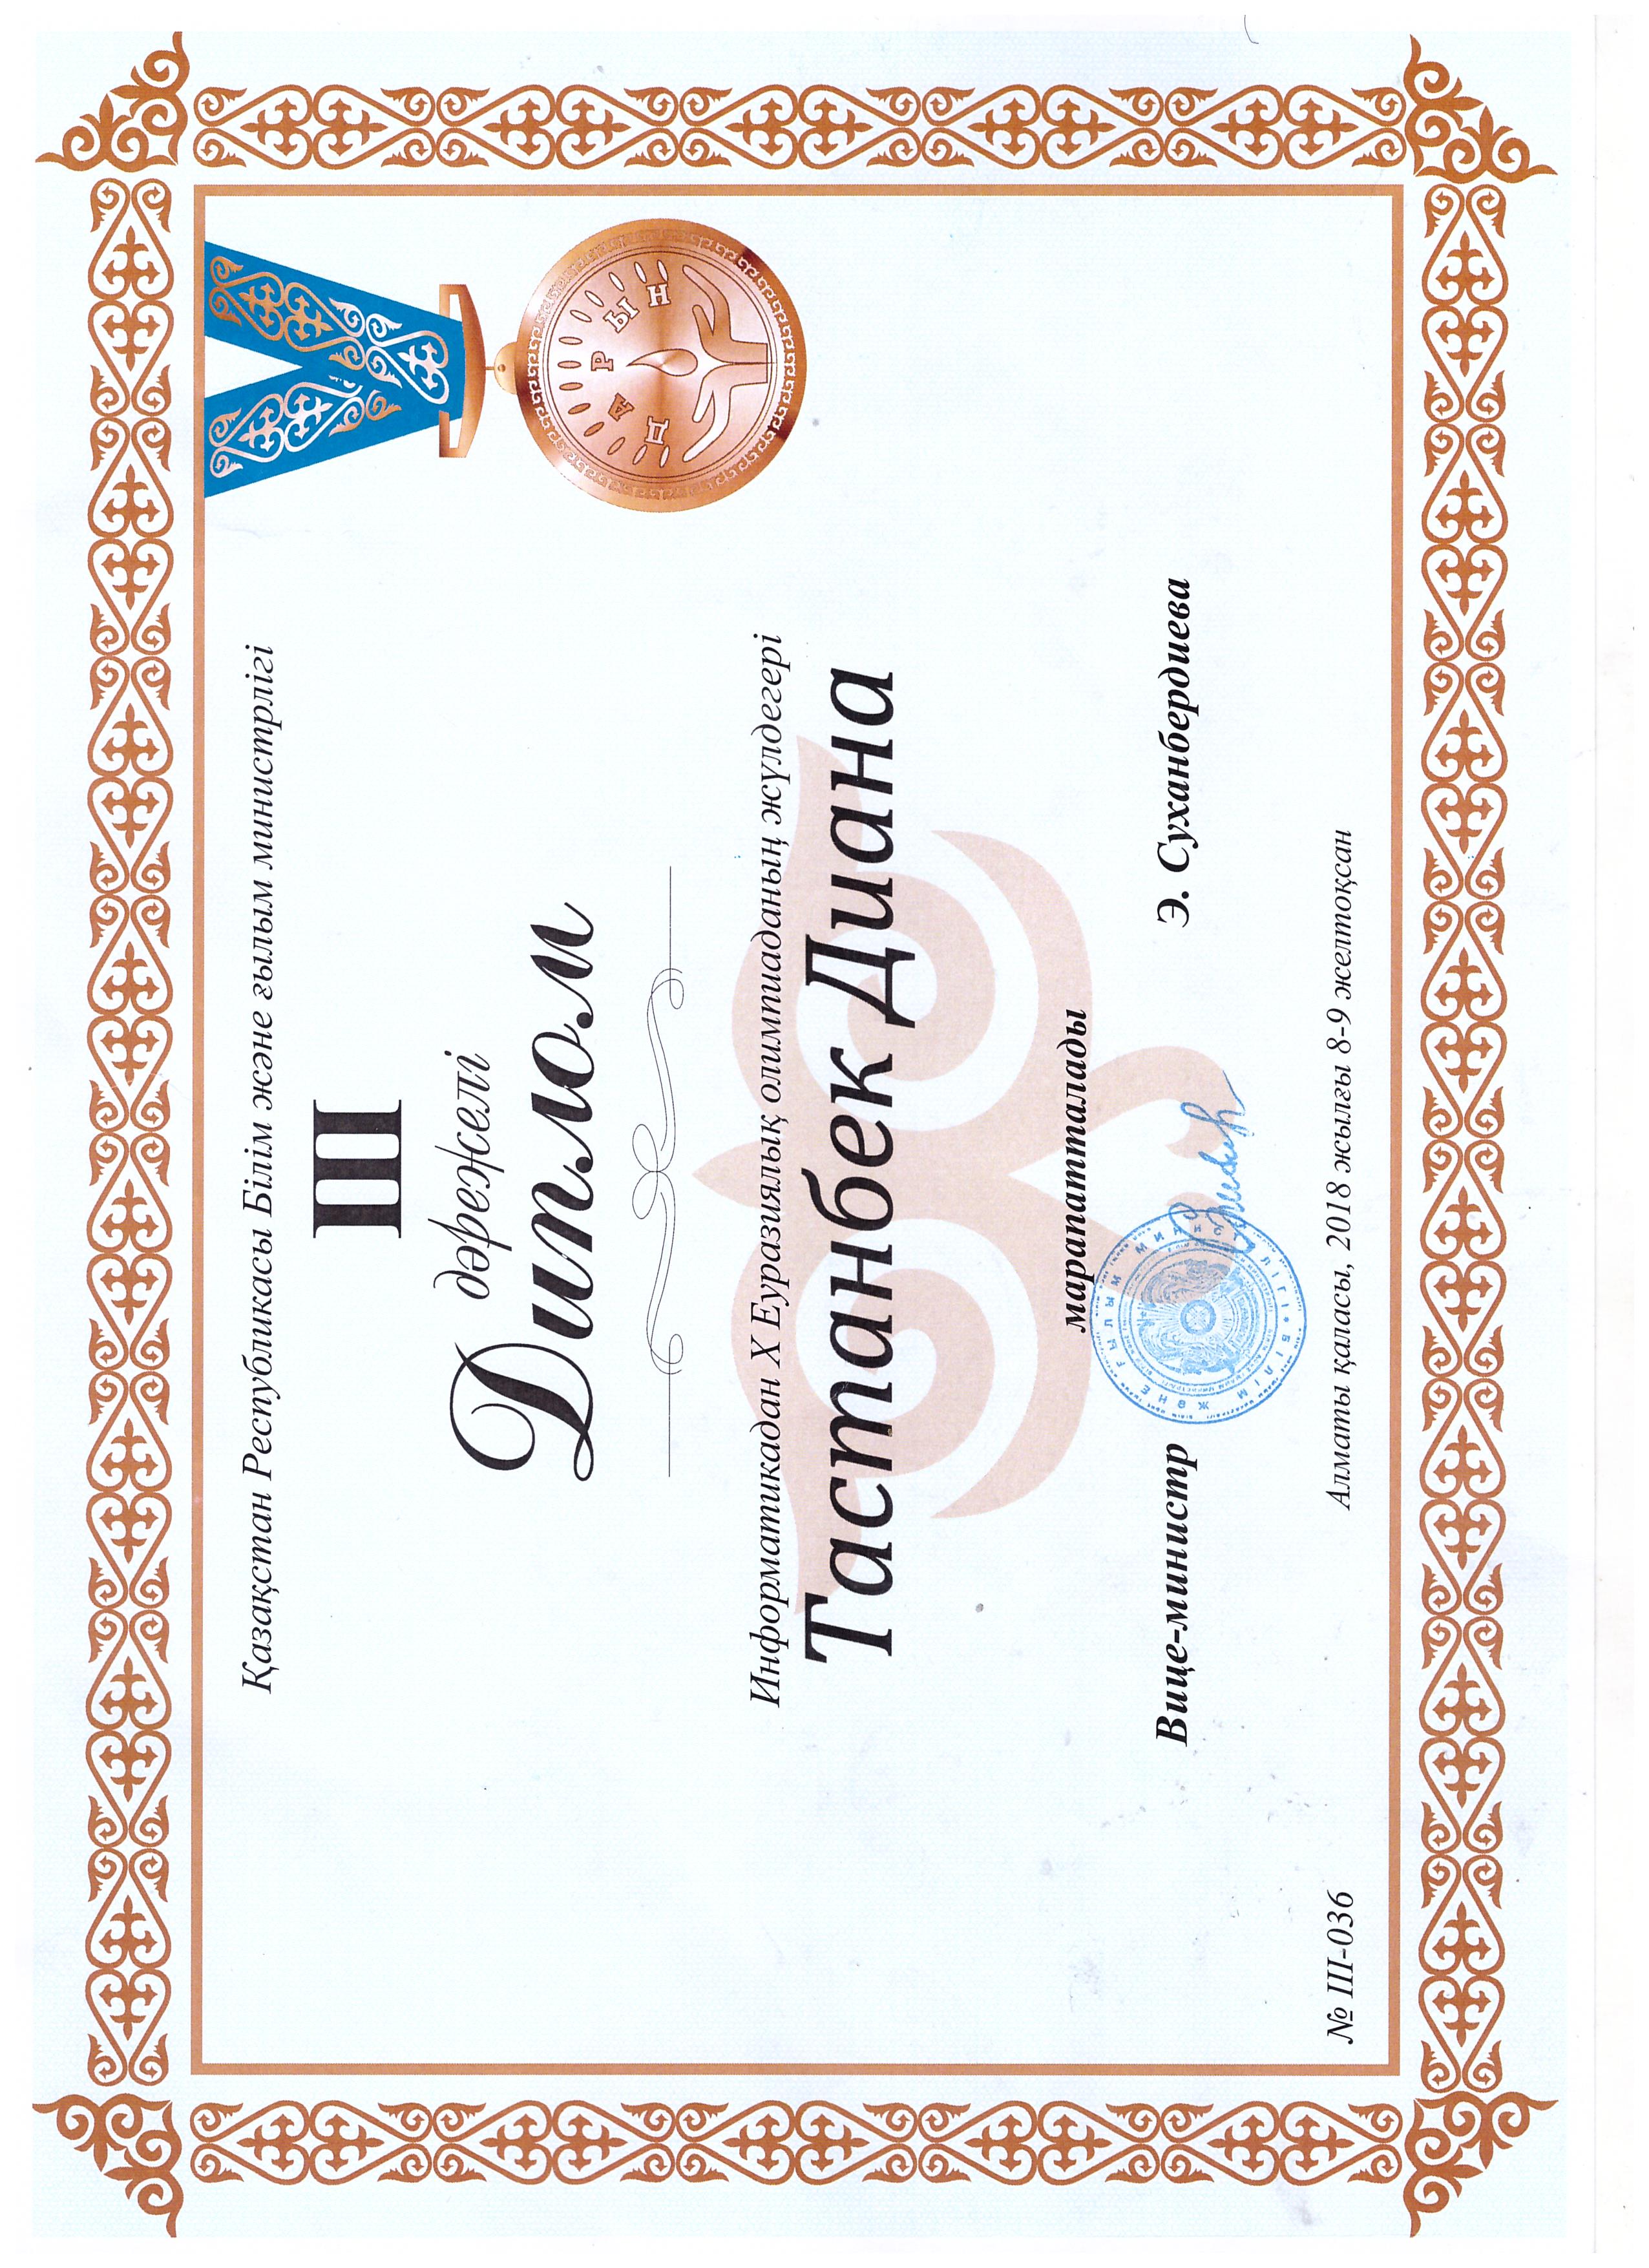 Қазақстан Республикасы Білім және ғылым министрлігі
III
дәрежелі
Диплом
ДАРЫН
Информатикадан X Еуразиялық олимпиаданың жүлдегері
Тастанбек Диана
марапатталады
Вице-министр
Э. Суханбердиева
№ III-036
Алматы қаласы, 2018 жылғы 8-9 желтоқсан